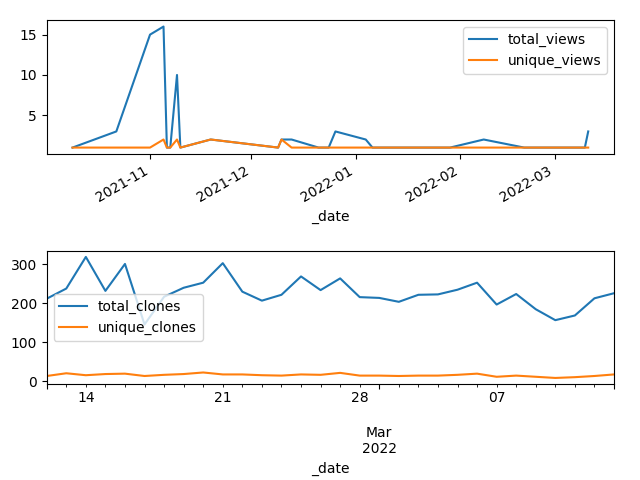 15
10
5
total_views
unique_views
2021-11
2021-12
2022-01
2022-02
2022-03
_date
300
200
100
0
total_clones
unique_clones
14
21
28
07
Mar
2022
_date